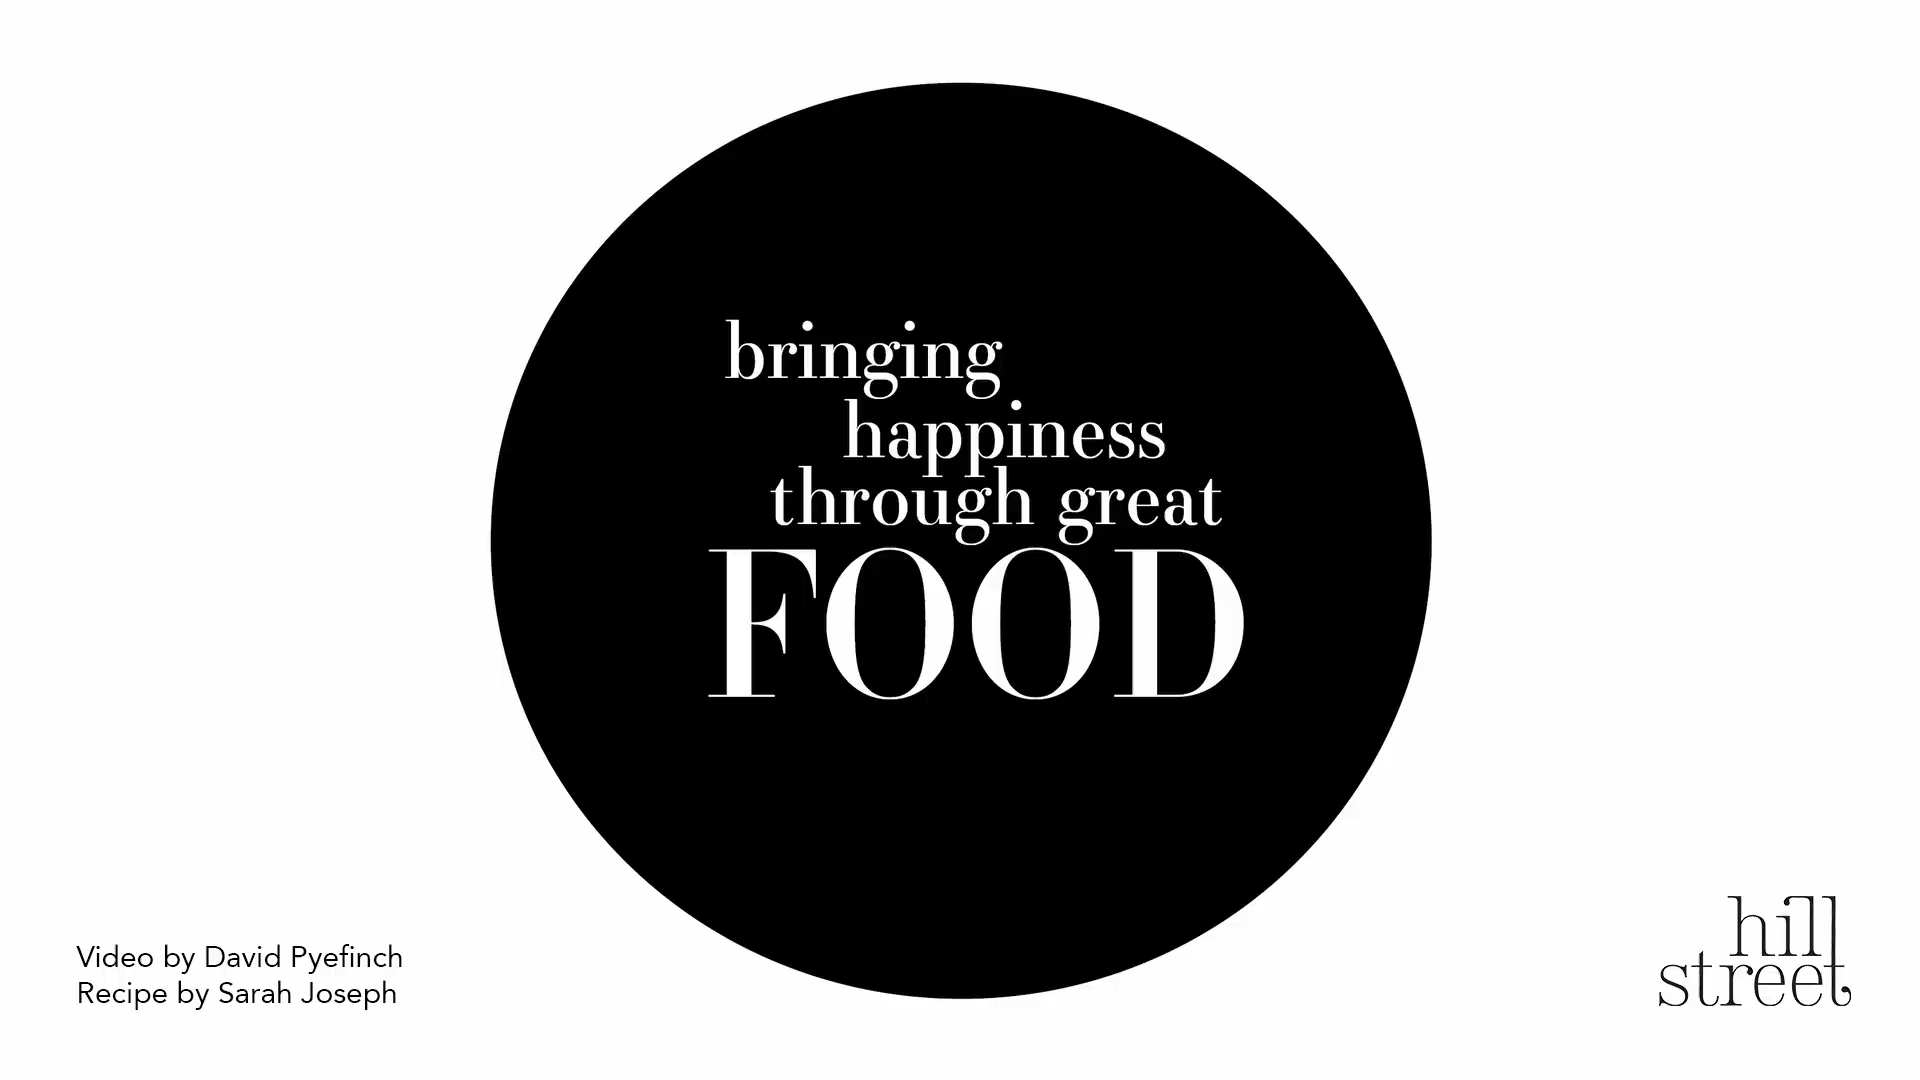 bringing
happiness
through great
FOOD
Video by David Pyefinch
Recipe by Sarah Joseph
hill
street